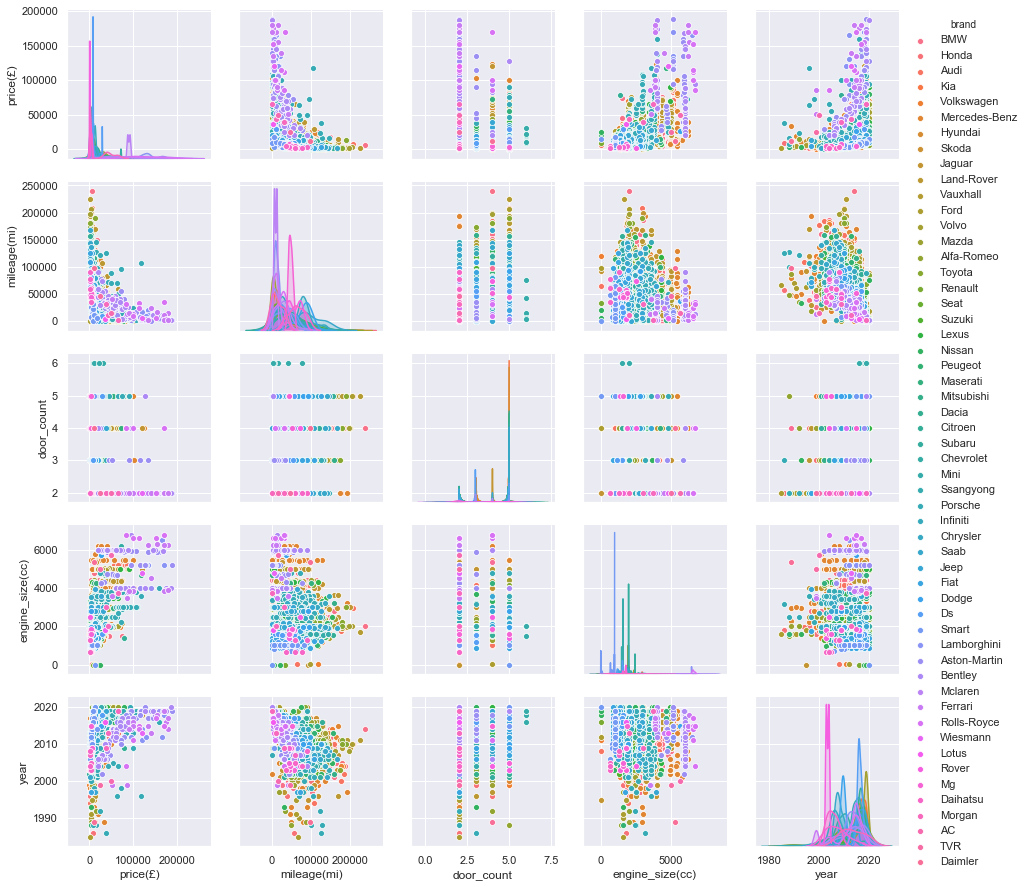 200000
150000
100000
50000
0
price(£)
250000
200000
150000
100000
50000
0
mileage(mi)
6
5
4
3
2
door_count
6000
4000
2000
0
engine_size(cc)
2020
2010
2000
1990
year
0 100000 200000
price(£)
0 100000 200000
mileage(mi)
0.0 2.5 5.0 7.5
door_count
0 5000
engine_size(cc)
1980 2000 2020
year
brand
BMW
Honda
Audi
Kia
Volkswagen
Mercedes-Benz
Hyundai
Skoda
Jaguar
Land-Rover
Vauxhall
Ford
Volvo
Mazda
Alfa-Romeo
Toyota
Renault
Seat
Suzuki
Lexus
Nissan
Peugeot
Maserati
Mitsubishi
Dacia
Citroen
Subaru
Chevrolet
Mini
Ssangyong
Porsche
Infiniti
Chrysler
Saab
Jeep
Fiat
Dodge
Ds
Smart
Lamborghini
Aston-Martin
Bentley
Mclaren
Ferrari
Rolls-Royce
Wiesmann
Lotus
Rover
Mg
Daihatsu
Morgan
AC
TVR
Daimler